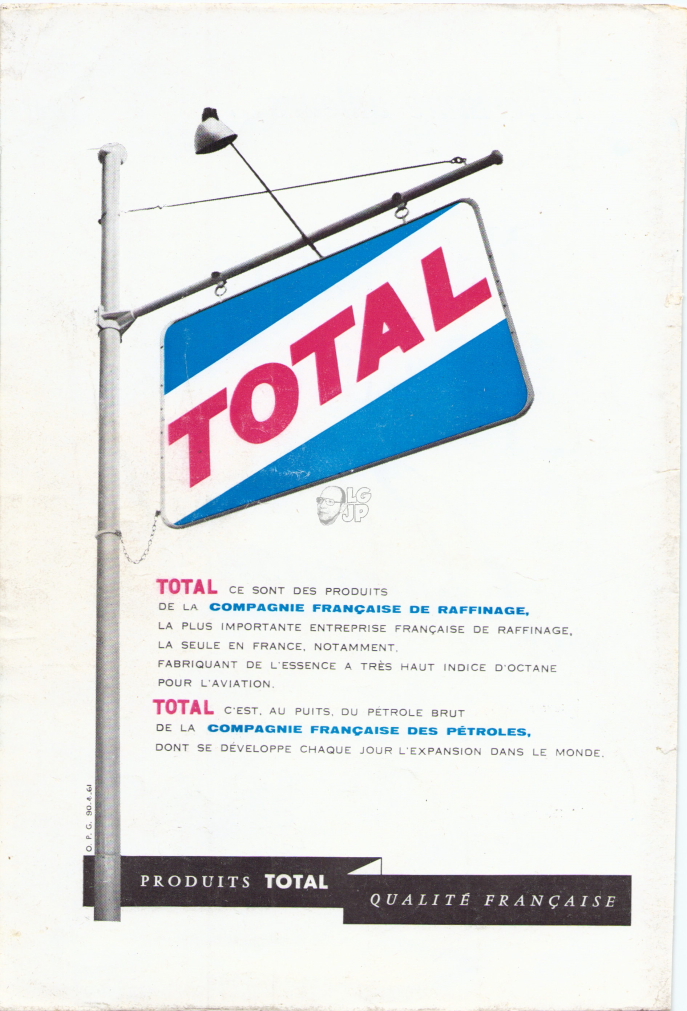 TOTAL
LG
JP
TOTAL CE SONT DES PRODUITS
DE LA COMPAGNIE FRANÇAISE DE RAFFINAGE,
LA PLUS IMPORTANTE ENTREPRISE FRANÇAISE DE RAFFINAGE,
LA SEULE EN FRANCE, NOTAMMENT,
FABRIQUANT DE L'ESSENCE A TRÈS HAUT INDICE D'OCTANE
POUR L'AVIATION.
TOTAL C'EST, AU PUITS, DU PÉTROLE BRUT
DE LA COMPAGNIE FRANÇAISE DES PÉTROLES,
DONT SE DÉVELOPPE CHAQUE JOUR L'EXPANSION DANS LE MONDE.
O. P. G. 90.4.61
PRODUITS TOTAL
QUALITÉ FRANÇAISE